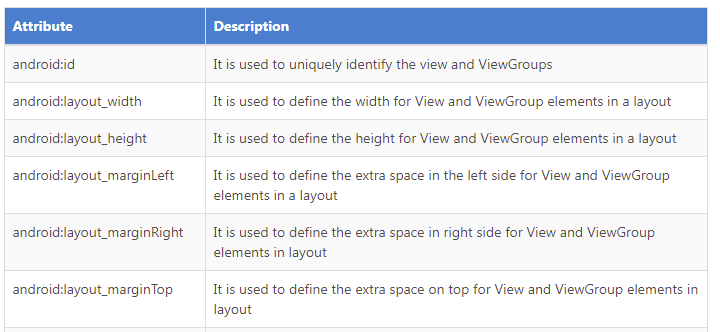 Attribute Description
android:id It is used to uniquely identify the view and ViewGroups
android:layout_width It is used to define the width for View and ViewGroup elements in a layout
android:layout_height It is used to define the height for View and ViewGroup elements in a layout
android:layout_marginLeft It is used to define the extra space in the left side for View and ViewGroup
elements in a layout
android:layout_marginRight It is used to define the extra space in right side for View and ViewGroup
elements in layout
android:layout_marginTop It is used to define the extra space on top for View and ViewGroup elements in
layout